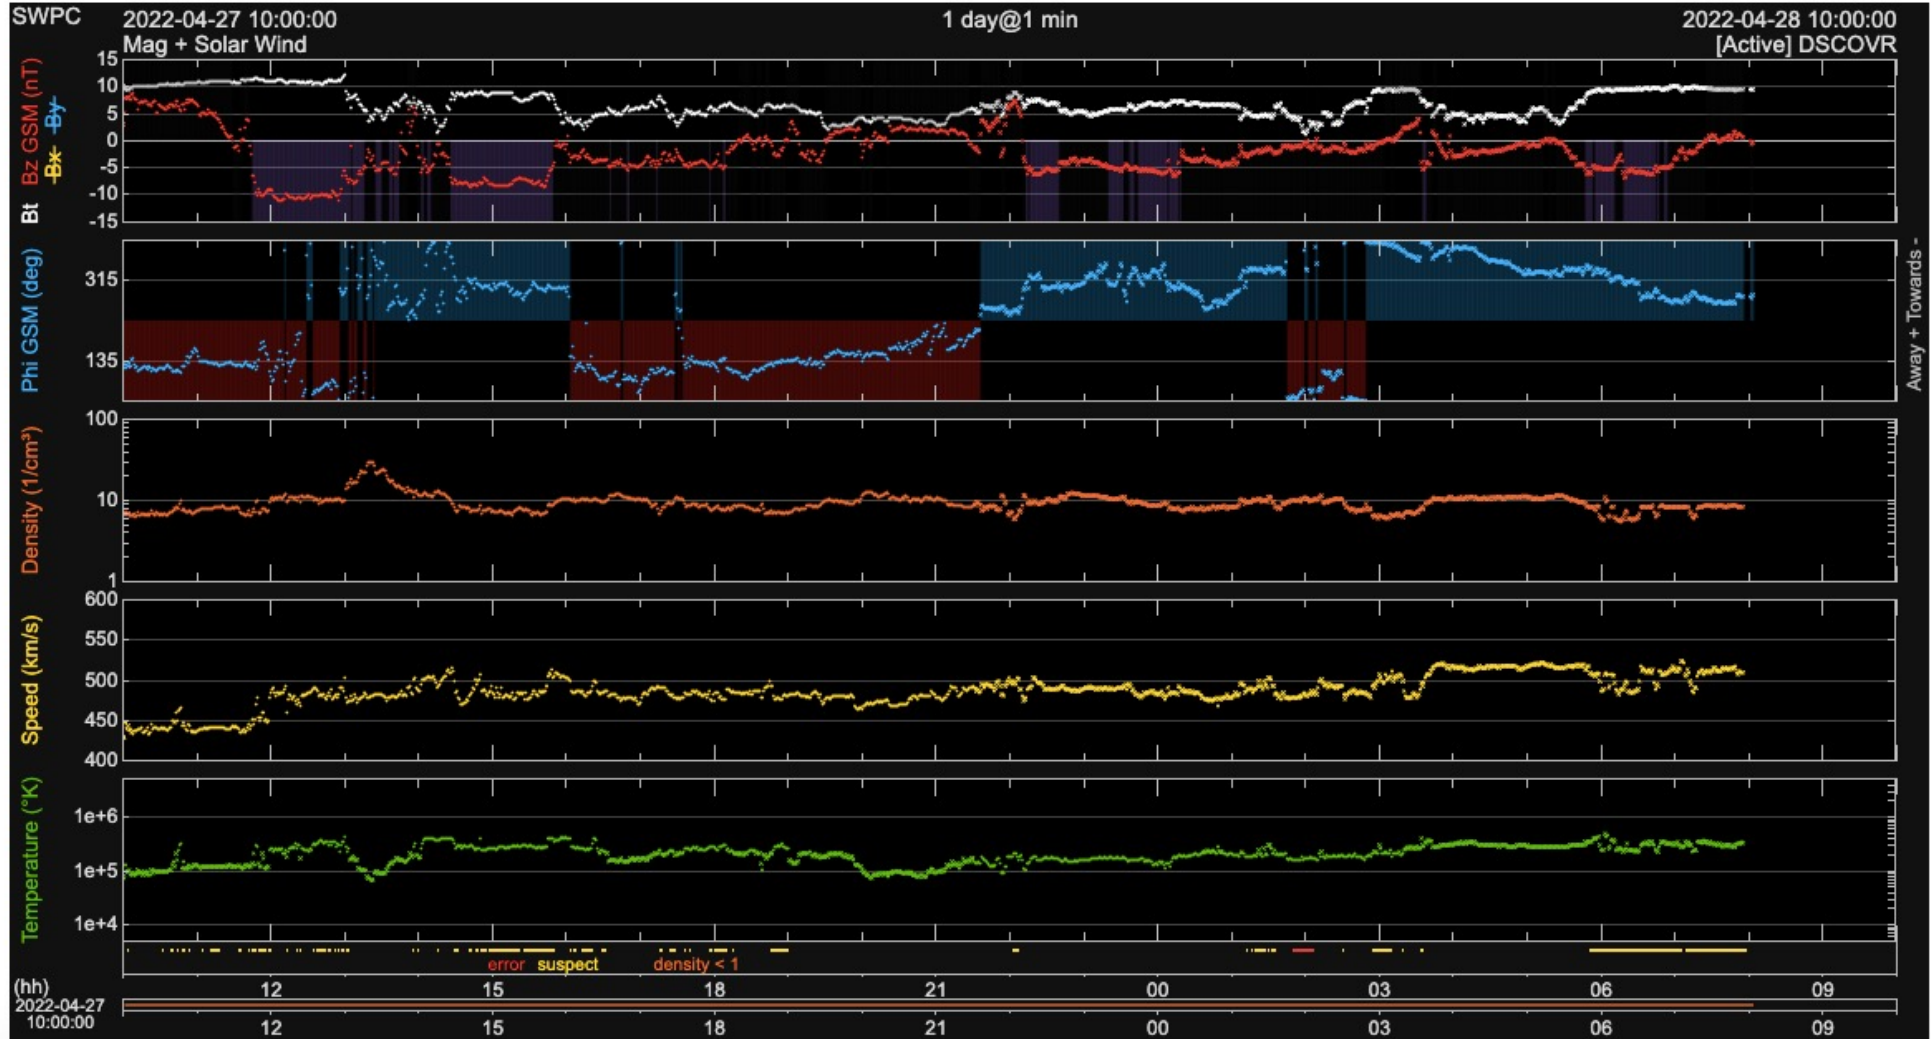 SWPC
2022-04-27 10:00:00
1 day@1 min
2022-04-28 10:00:00
Mag + Solar Wind
[Active] DSCOVR
Bt Bz GSM (nT)
Bx By
15
10
5
0
-5
-10
-15
Phi GSM (deg)
315
135
Away + Towards -
Density (1/cm³)
100
10
1
Speed (km/s)
600
550
500
450
400
Temperature (°K)
1e+6
1e+5
1e+4
error suspect density < 1
(hh)
12 15 18 21 00 03 06 09
2022-04-27
10:00:00
12 15 18 21 00 03 06 09